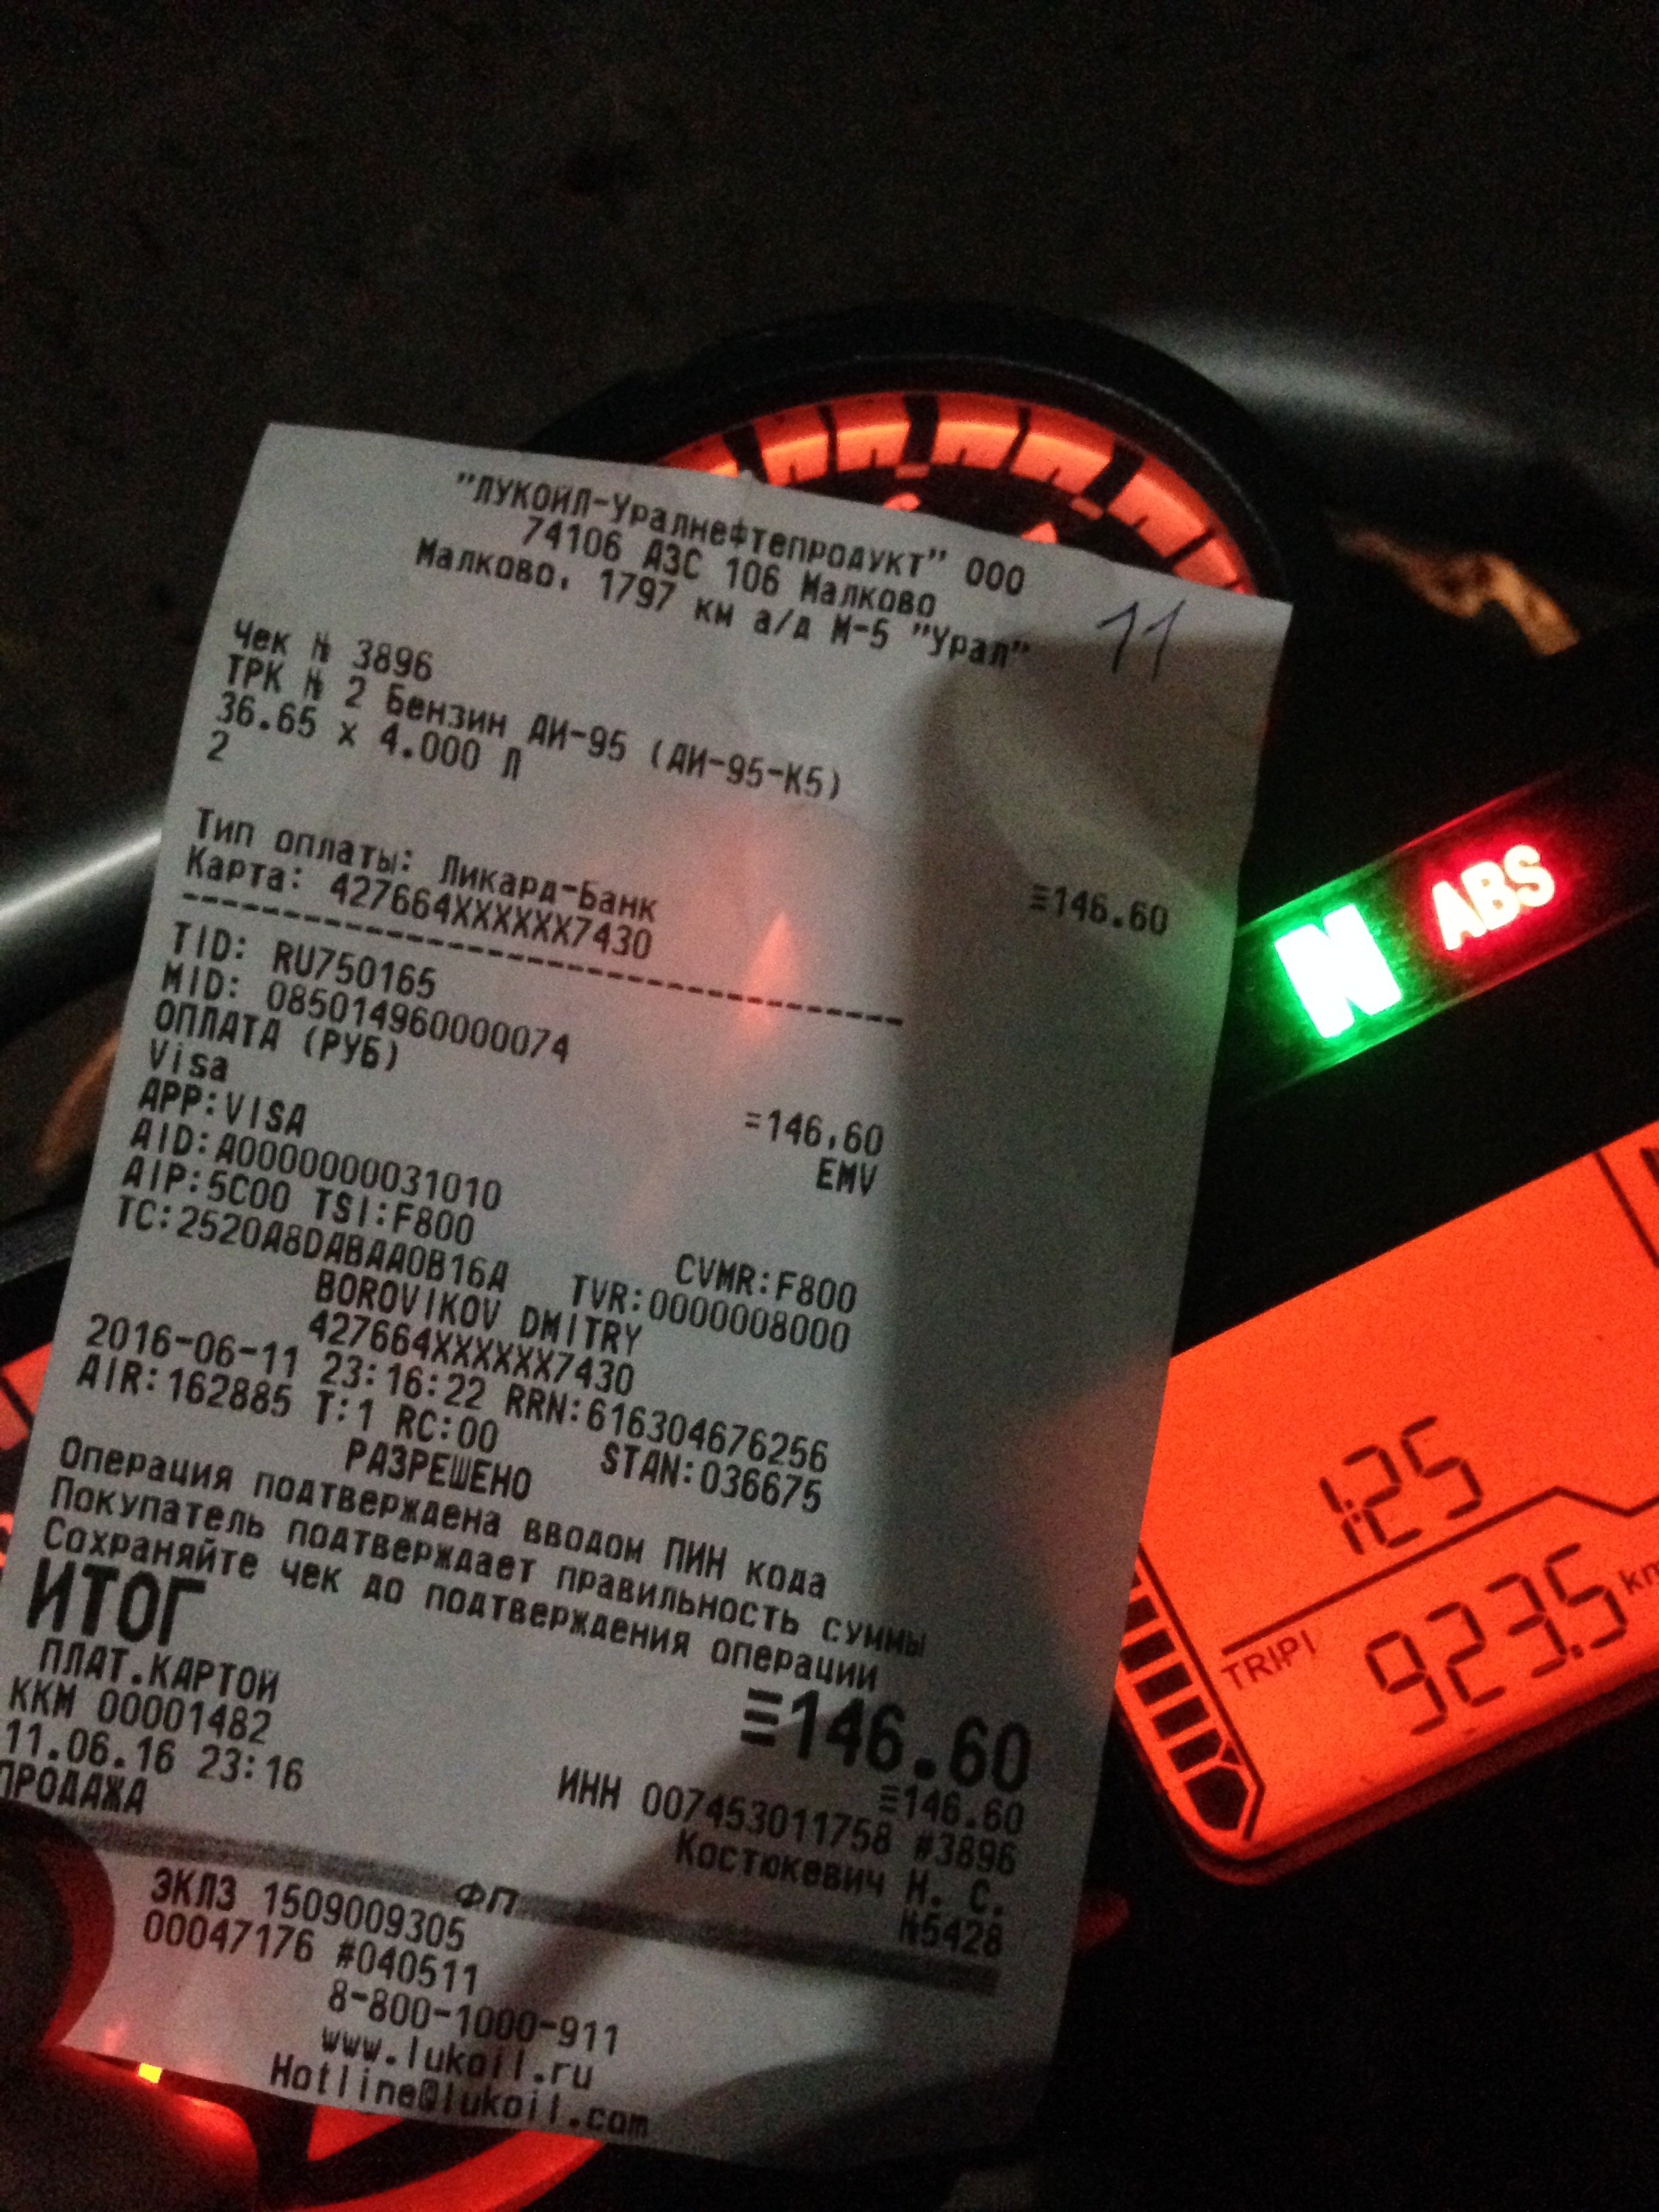 "ЛУКОЙЛ-Уралнефтепродукт" ООО
74106 АЗС 106 Малково
Малково, 1797 км а/д М-5 "Урал"
11
Чек № 3896
ТРК № 2 Бензин АИ-95 (АИ-95-К5)
36.65 x 4.000 Л
2
≡146.60
Тип оплаты: Ликард-Банк
Карта: 427664XXXXXX7430
TID: RU750165
MID: 085014960000074
ОПЛАТА (РУБ)
=146,60
Visa
EMV
APP:VISA
AID:A0000000031010
AIP:5C00 TSI:F800
CVMR:F800
TC:2520A8DABAA0B16A TVR:0000008000
BOROVIKOV DMITRY
427664XXXXXX7430
2016-06-11 23:16:22 RRN:616304676256
AIR:162885 T:1 RC:00 STAN:036675
РАЗРЕШЕНО
Операция подтверждена вводом ПИН кода
Покупатель подтверждает правильность суммы
Сохраняйте чек до подтверждения операции
ИТОГ ≡146.60
ПЛАТ.КАРТОЙ ≡146.60
ККМ 00001482 ИНН 007453011758 #3896
11.06.16 23:16 Костюкевич Н. С.
ПРОДАЖА №5428
ФП
ЭКЛЗ 1509009305
00047176 #040511
8-800-1000-911
www.lukoil.ru
Hotline@lukoil.com
N ABS
1:25
TRIP1 923.5 km